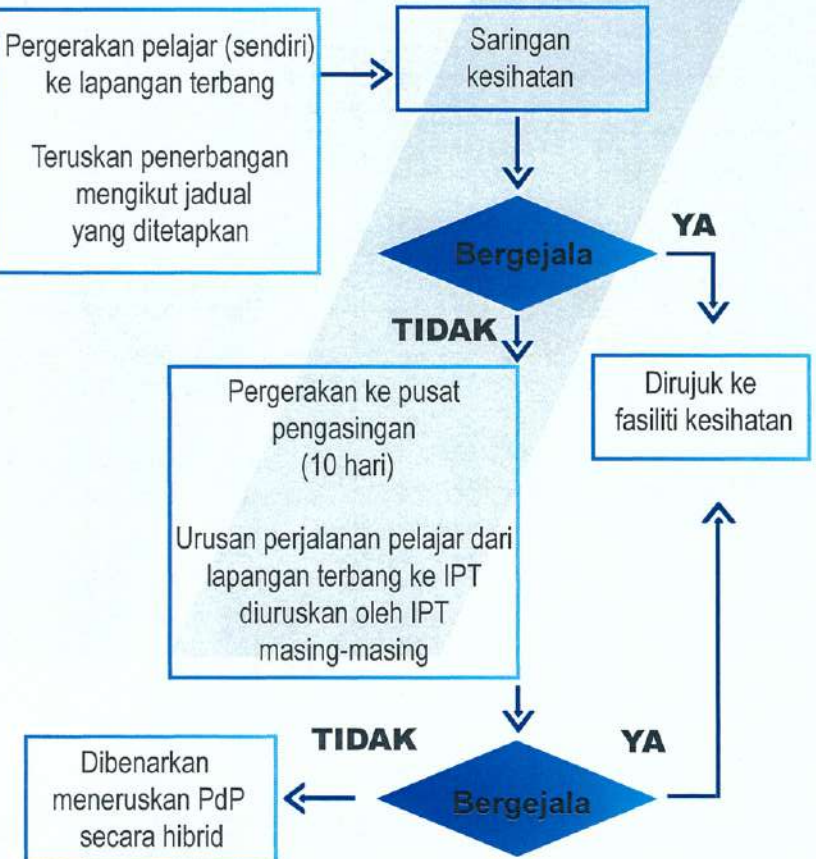 Pergerakan pelajar (sendiri)
ke lapangan terbang
Teruskan penerbangan
mengikut jadual
yang ditetapkan
Saringan
kesihatan
Bergejala
YA
TIDAK
Pergerakan ke pusat
pengasingan
(10 hari)
Urusan perjalanan pelajar dari
lapangan terbang ke IPT
diuruskan oleh IPT
masing-masing
Dirujuk ke
fasiliti kesihatan
Bergejala
TIDAK
YA
Dibenarkan
meneruskan PdP
secara hibrid